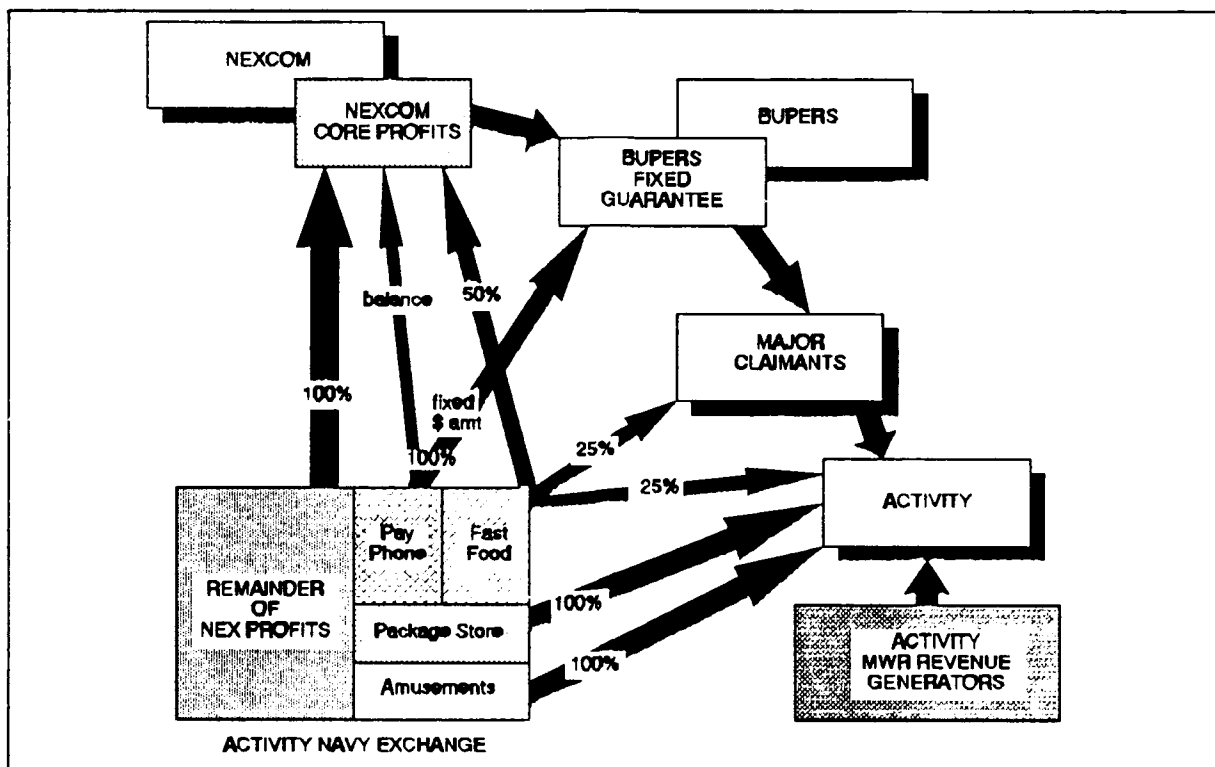 NEXCOM
NEXCOM
CORE PROFITS
BUPERS
BUPERS
FIXED
GUARANTEE
balance
50%
100%
fixed
$ amt
100%
MAJOR
CLAIMANTS
25%
25%
ACTIVITY
Pay
Phone
Fast
Food
REMAINDER
OF
NEX PROFITS
Package Store
100%
Amusements
100%
ACTIVITY
MWR REVENUE
GENERATORS
ACTIVITY NAVY EXCHANGE